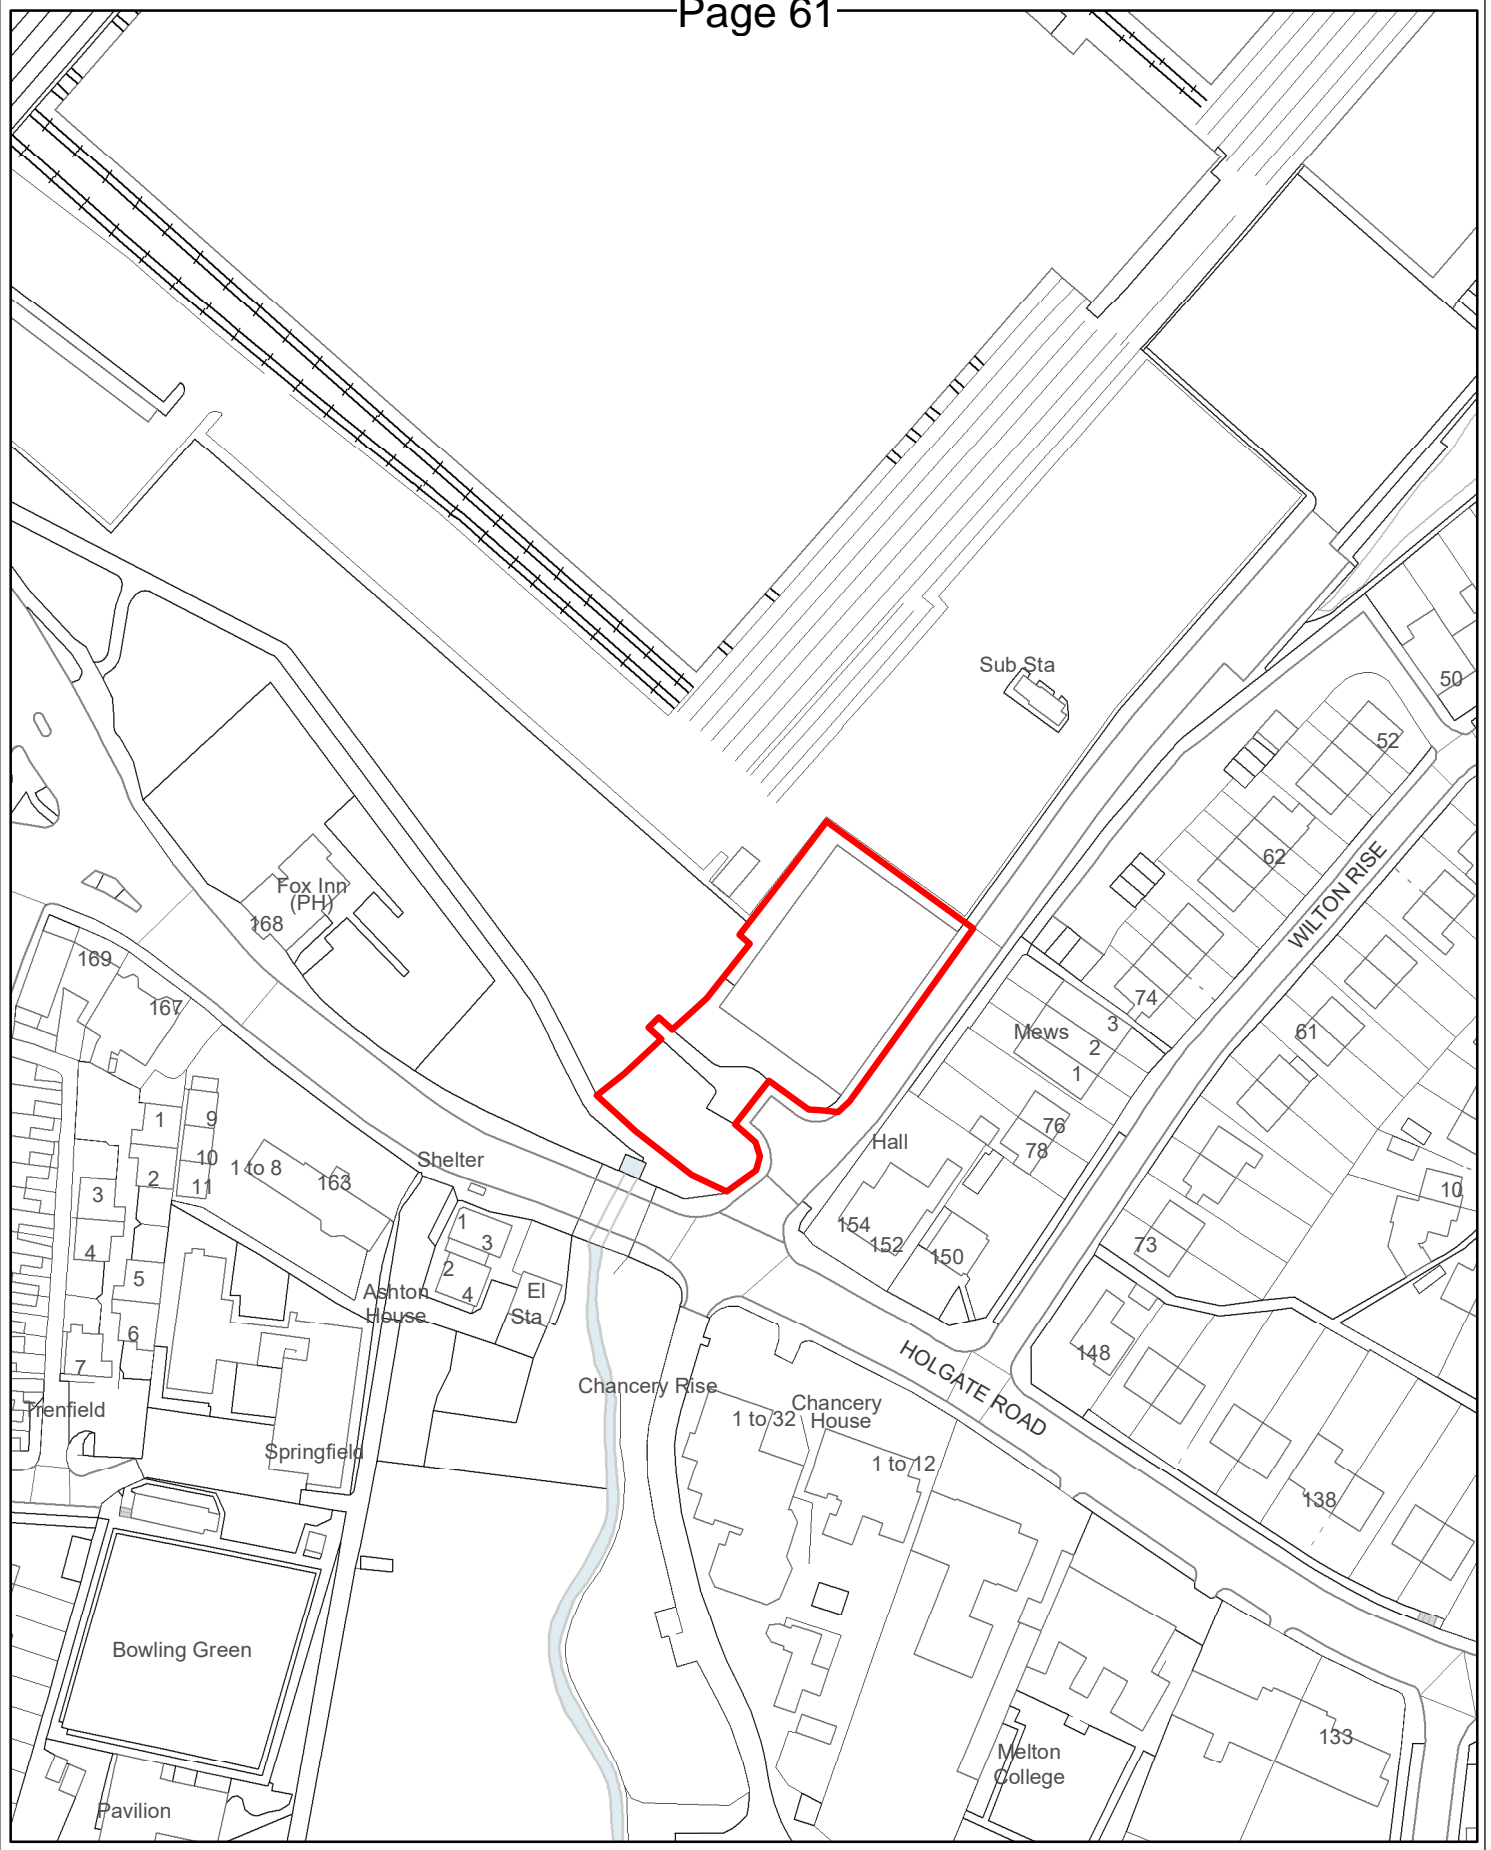 Page 61
Sub Sta
50
52
62
WILTON RISE
Fox Inn
(PH)
168
169
167
74
3
Mews
2
1
61
76
78
Hall
1
9
10
11
2
3
4
5
6
7
1 to 8
163
Shelter
1
3
2
4
El
Sta
Ashton
House
154
152
150
73
10
148
HOLGATE ROAD
Chancery Rise
1 to 32
Chancery
House
1 to 12
Trenfield
Springfield
138
Bowling Green
Melton
College
133
Pavilion